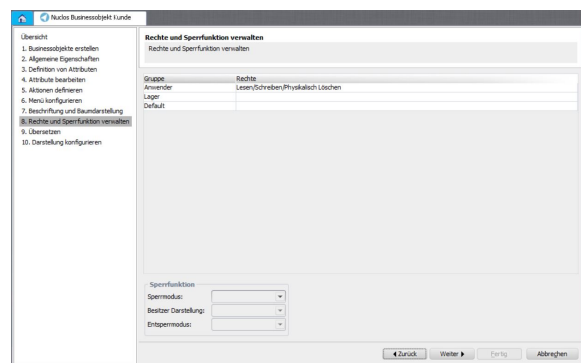 Nuclos Businessobjekt Kunde
Übersicht
1. Businessobjekte erstellen
2. Allgemeine Eigenschaften
3. Definition von Attributen
4. Attribute bearbeiten
5. Aktionen definieren
6. Menü konfigurieren
7. Beschriftung und Baumdarstellung
8. Rechte und Sperrfunktion verwalten
9. Übersetzen
10. Darstellung konfigurieren
Rechte und Sperrfunktion verwalten
Rechte und Sperrfunktion verwalten
Gruppe Rechte
Anwender Lesen/Schreiben/Physikalisch Löschen
Lager
Default
Sperrfunktion
Sperrmodus:
Besitzer Darstellung:
Entsperrmodus:
Zurück Weiter Fertig Abbrechen